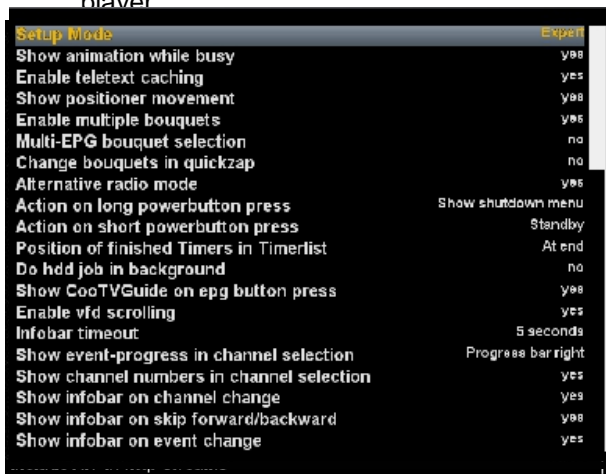 player
Setup Mode Expert
Show animation while busy yes
Enable teletext caching yes
Show positioner movement yes
Enable multiple bouquets yes
Multi-EPG bouquet selection no
Change bouquets in quickzap no
Alternative radio mode yes
Action on long powerbutton press Show shutdown menu
Action on short powerbutton press Standby
Position of finished Timers in Timerlist At end
Do hdd job in background no
Show CooTVGuide on epg button press yes
Enable vfd scrolling yes
Infobar timeout 5 seconds
Show event-progress in channel selection Progress bar right
Show channel numbers in channel selection yes
Show infobar on channel change yes
Show infobar on skip forward/backward yes
Show infobar on event change yes